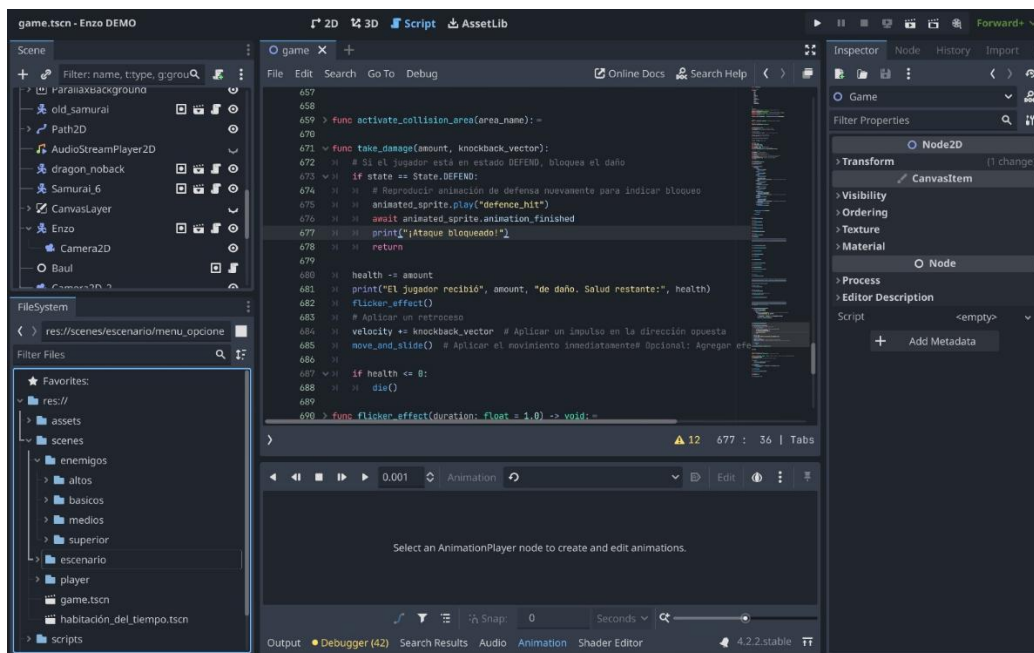 game.tscn - Enzo DEMO
2D 3D Script AssetLib
Forward+
Scene
Filter: name, t:type, g:grou
ParallaxBackground
old_samurai
Path2D
AudioStreamPlayer2D
dragon_noback
Samurai_6
CanvasLayer
Enzo
Camera2D
Baul
Camera2D_2
FileSystem
res://scenes/escenario/menu_opcione
Filter Files
Favorites:
res://
assets
scenes
enemigos
altos
basicos
medios
superior
escenario
player
game.tscn
habitación_del_tiempo.tscn
scripts
game
File Edit Search Go To Debug Online Docs Search Help
657
658
659 func activate_collision_area(area_name):
670
671 func take_damage(amount, knockback_vector):
672 # Si el jugador está en estado DEFEND, bloquea el daño
673 if state == State.DEFEND:
674 # Reproducir animación de defensa nuevamente para indicar bloqueo
675 animated_sprite.play("defence_hit")
676 await animated_sprite.animation_finished
677 print("¡Ataque bloqueado!")
678 return
679
680 health -= amount
681 print("El jugador recibió", amount, "de daño. Salud restante:", health)
682 flicker_effect()
683 # Aplicar un retroceso
684 velocity += knockback_vector # Aplicar un impulso en la dirección opuesta
685 move_and_slide() # Aplicar el movimiento inmediatamente# Opcional: Agregar efe
686
687 if health <= 0:
688 die()
689
690 func flicker_effect(duration: float = 1.0) -> void:
12 677 : 36 | Tabs
0.001 Animation Edit
Select an AnimationPlayer node to create and edit animations.
Snap: 0 Seconds
Output Debugger (42) Search Results Audio Animation Shader Editor 4.2.2.stable
Inspector Node History Import
Game
Filter Properties
Node2D
Transform (1 change
CanvasItem
Visibility
Ordering
Texture
Material
Node
Process
Editor Description
Script <empty>
Add Metadata